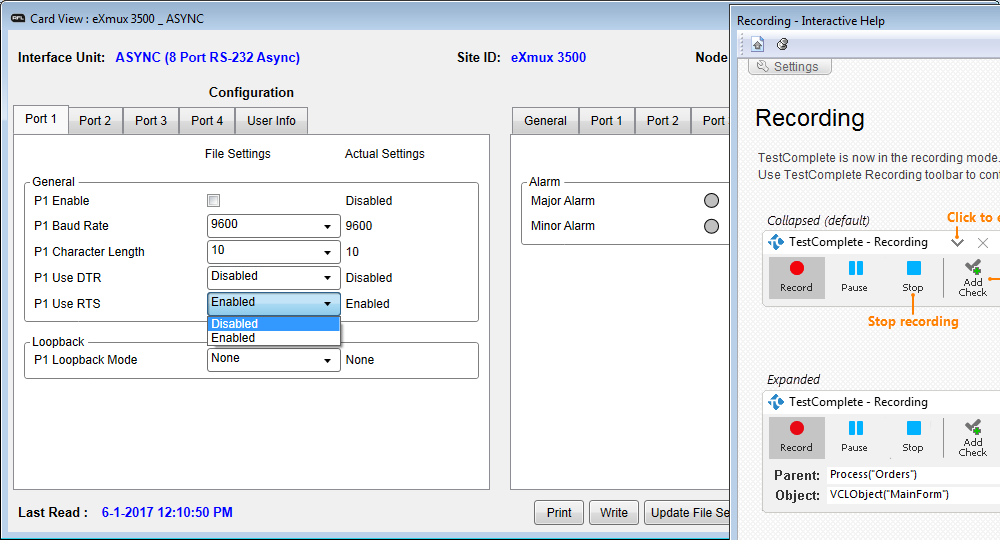 AFL Card View : eXmux 3500 _ ASYNC
Interface Unit: ASYNC (8 Port RS-232 Async) Site ID: eXmux 3500 Node
Configuration
Port 1 Port 2 Port 3 Port 4 User Info
File Settings Actual Settings
General
P1 Enable Disabled
P1 Baud Rate 9600 9600
P1 Character Length 10 10
P1 Use DTR Disabled Disabled
P1 Use RTS Enabled Enabled
Disabled
Enabled
Loopback
P1 Loopback Mode None None
General Port 1 Port 2 Port
Alarm
Major Alarm
Minor Alarm
Last Read : 6-1-2017 12:10:50 PM
Print Write Update File Se
Recording - Interactive Help
Settings
Recording
TestComplete is now in the recording mode.
Use TestComplete Recording toolbar to cont
Collapsed (default) Click to e
TestComplete - Recording
Record Pause Stop Add Check
Stop recording
Expanded
TestComplete - Recording
Record Pause Stop Add Check
Parent: Process("Orders")
Object: VCLObject("MainForm")